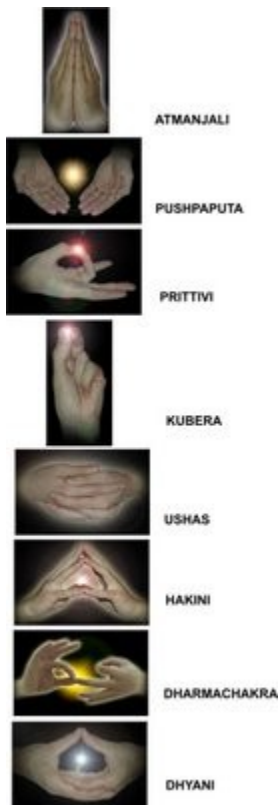 ATMANJALI
PUSHPAPUTA
PRITTIVI
KUBERA
USHAS
HAKINI
DHARMACHAKRA
DHYANI